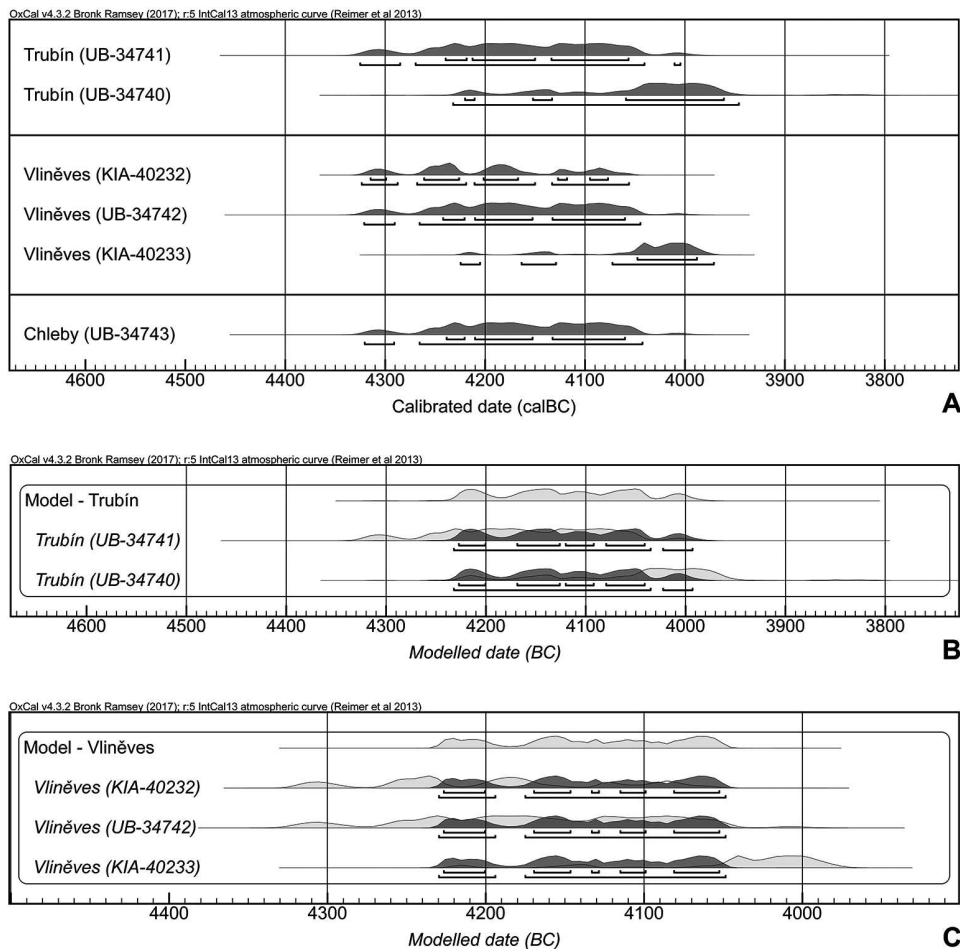 OxCal v4.3.2 Bronk Ramsey (2017); r:5 IntCal13 atmospheric curve (Reimer et al 2013)
Trubín (UB-34741)
Trubín (UB-34740)
Vliněves (KIA-40232)
Vliněves (UB-34742)
Vliněves (KIA-40233)
Chleby (UB-34743)
4600 4500 4400 4300 4200 4100 4000 3900 3800
Calibrated date (calBC)
A
OxCal v4.3.2 Bronk Ramsey (2017); r:5 IntCal13 atmospheric curve (Reimer et al 2013)
Model - Trubín
Trubín (UB-34741)
Trubín (UB-34740)
4600 4500 4400 4300 4200 4100 4000 3900 3800
Modelled date (BC)
B
OxCal v4.3.2 Bronk Ramsey (2017); r:5 IntCal13 atmospheric curve (Reimer et al 2013)
Model - Vliněves
Vliněves (KIA-40232)
Vliněves (UB-34742)
Vliněves (KIA-40233)
4400 4300 4200 4100 4000
Modelled date (BC)
C